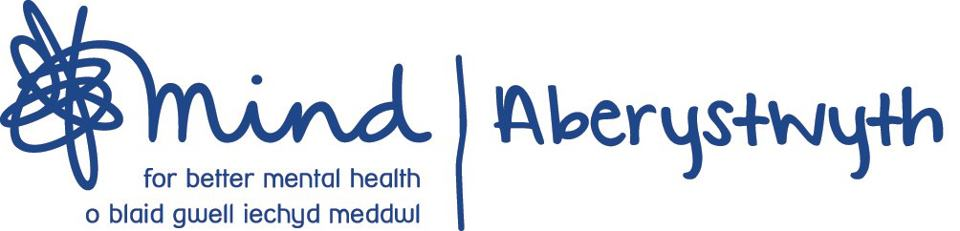 mind
for better mental health
o blaid gwell iechyd meddwl
Aberystwyth